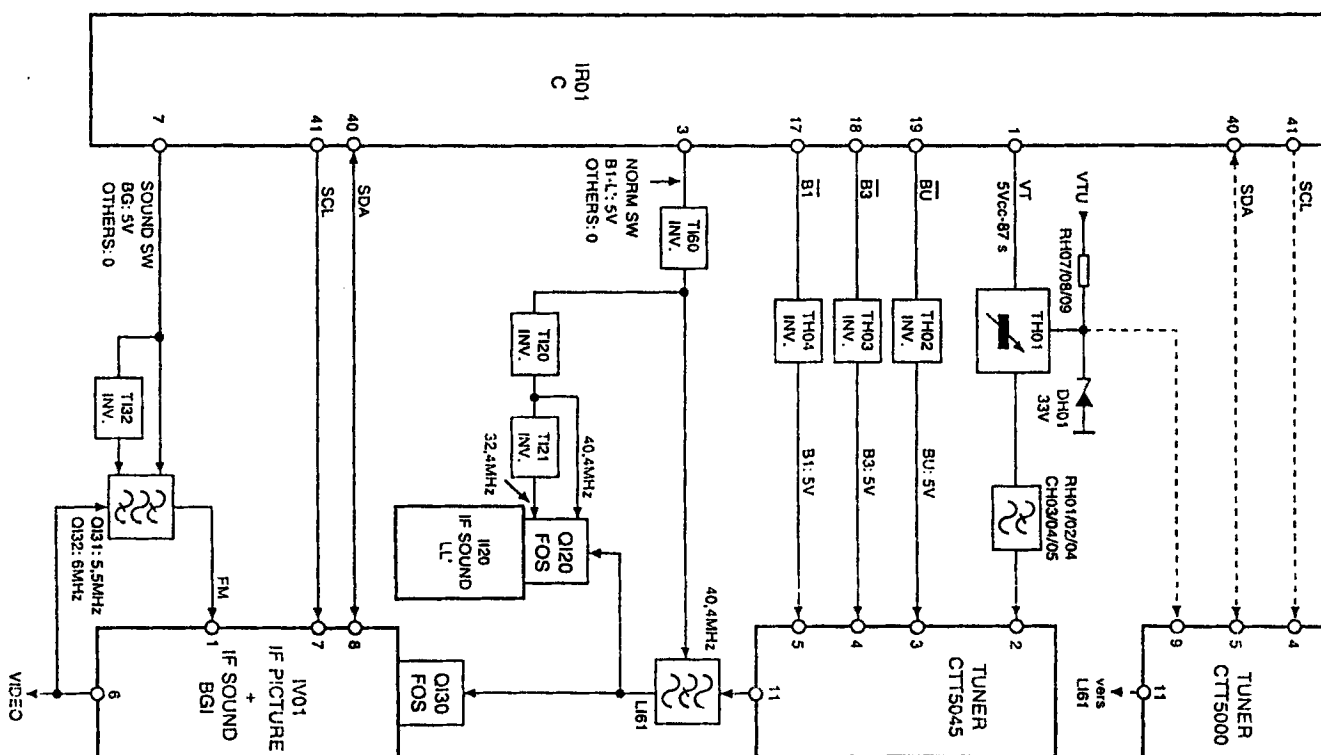 IR01
C
7
41
40
3
17
18
19
1
40
41
SOUND SW
BG: 5V
OTHERS: 0
SCL
SDA
NORM SW
B1-L': 5V
OTHERS: 0
B1
B3
BU
VT
5Vcc-87 s
VTU
RH07/08/09
SDA
SCL
TI60
INV.
TI20
INV.
TI21
INV.
TI32
INV.
TH04
INV.
TH03
INV.
TH02
INV.
TH01
DH01
33V
40,4MHz
32,4MHz
B1: 5V
B3: 5V
BU: 5V
RH01/02/04
CH03/04/05
QI31: 5,5MHz
QI32: 6MHz
FM
II20
IF SOUND
LL'
QI20
FOS
40,4MHz
LI61
1
7
8
5
4
3
2
9
5
4
VIDEO
6
IV01
IF PICTURE
+
IF SOUND
BGI
QI30
FOS
11
TUNER
CTT5045
vers
LI61
11
TUNER
CTT5000